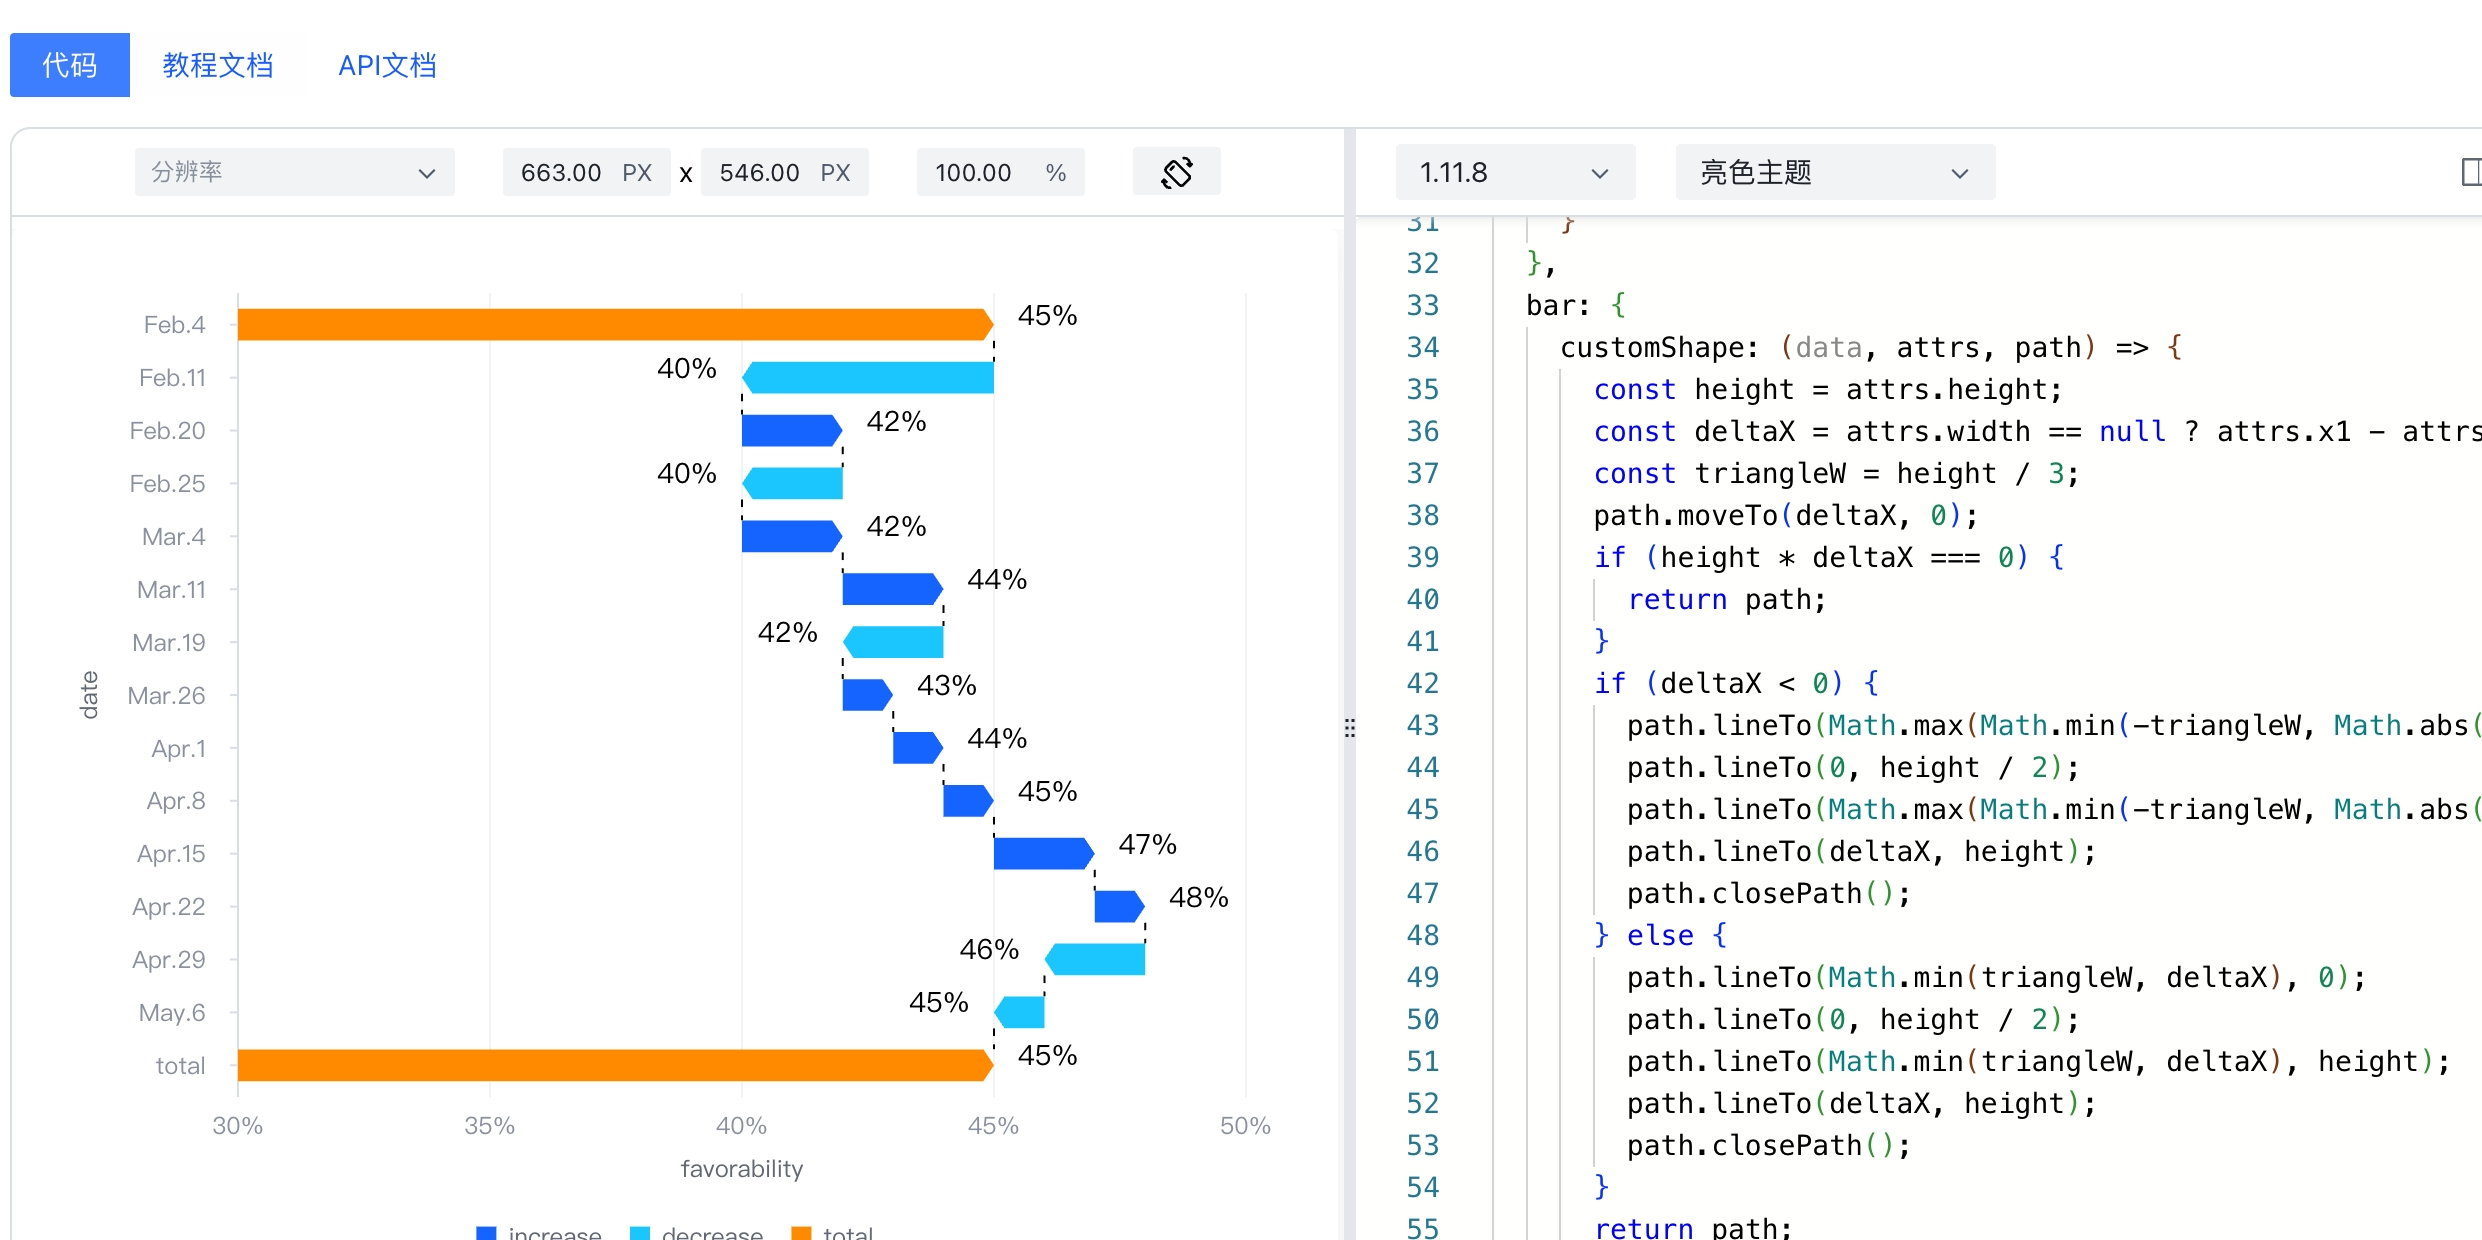 代码 教程文档 API文档
分辨率 663.00 PX x 546.00 PX 100.00 %
Feb.4 45%
Feb.11 40%
Feb.20 42%
Feb.25 40%
Mar.4 42%
Mar.11 44%
Mar.19 42%
Mar.26 43%
Apr.1 44%
Apr.8 45%
Apr.15 47%
Apr.22 48%
Apr.29 46%
May.6 45%
total 45%
date
30% 35% 40% 45% 50%
favorability
increase decrease total
1.11.8 亮色主题
31 }
32 },
33 bar: {
34 customShape: (data, attrs, path) => {
35 const height = attrs.height;
36 const deltaX = attrs.width == null ? attrs.x1 - attrs
37 const triangleW = height / 3;
38 path.moveTo(deltaX, 0);
39 if (height * deltaX === 0) {
40 return path;
41 }
42 if (deltaX < 0) {
43 path.lineTo(Math.max(Math.min(-triangleW, Math.abs(
44 path.lineTo(0, height / 2);
45 path.lineTo(Math.max(Math.min(-triangleW, Math.abs(
46 path.lineTo(deltaX, height);
47 path.closePath();
48 } else {
49 path.lineTo(Math.min(triangleW, deltaX), 0);
50 path.lineTo(0, height / 2);
51 path.lineTo(Math.min(triangleW, deltaX), height);
52 path.lineTo(deltaX, height);
53 path.closePath();
54 }
55 return path;